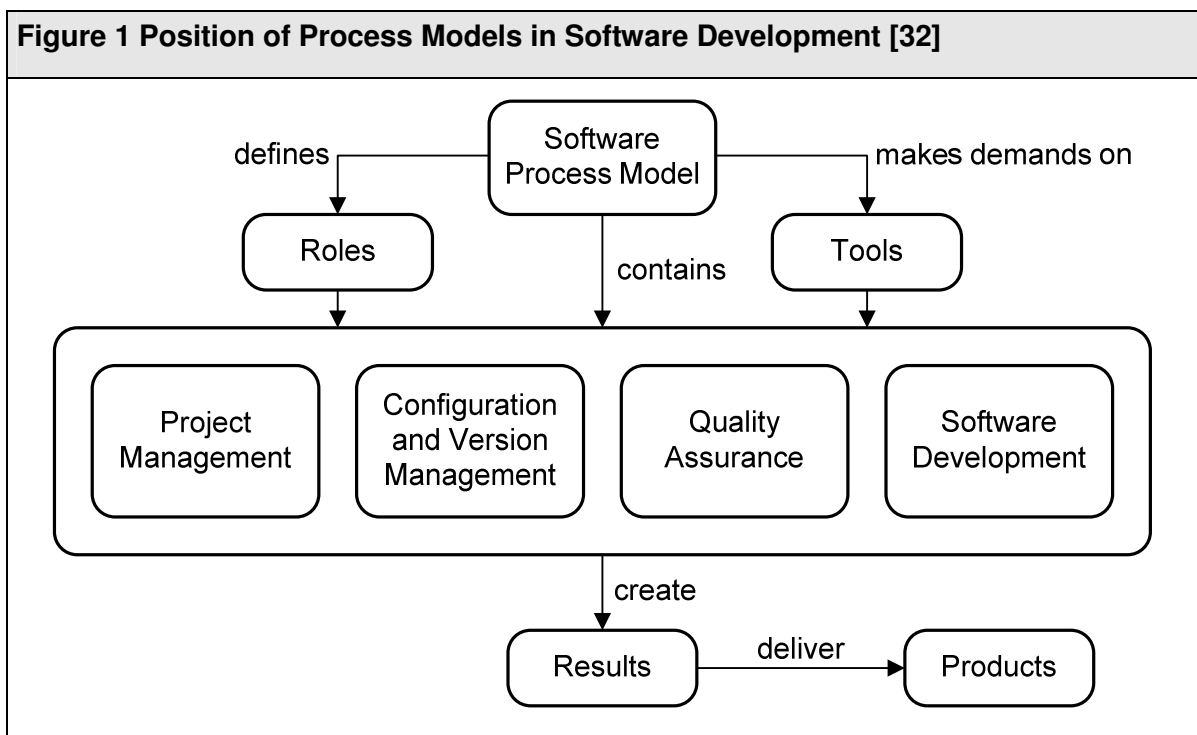 Figure 1 Position of Process Models in Software Development [32]
Software
Process Model
defines
makes demands on
Roles
contains
Tools
Project
Management
Configuration
and Version
Management
Quality
Assurance
Software
Development
create
Results
deliver
Products